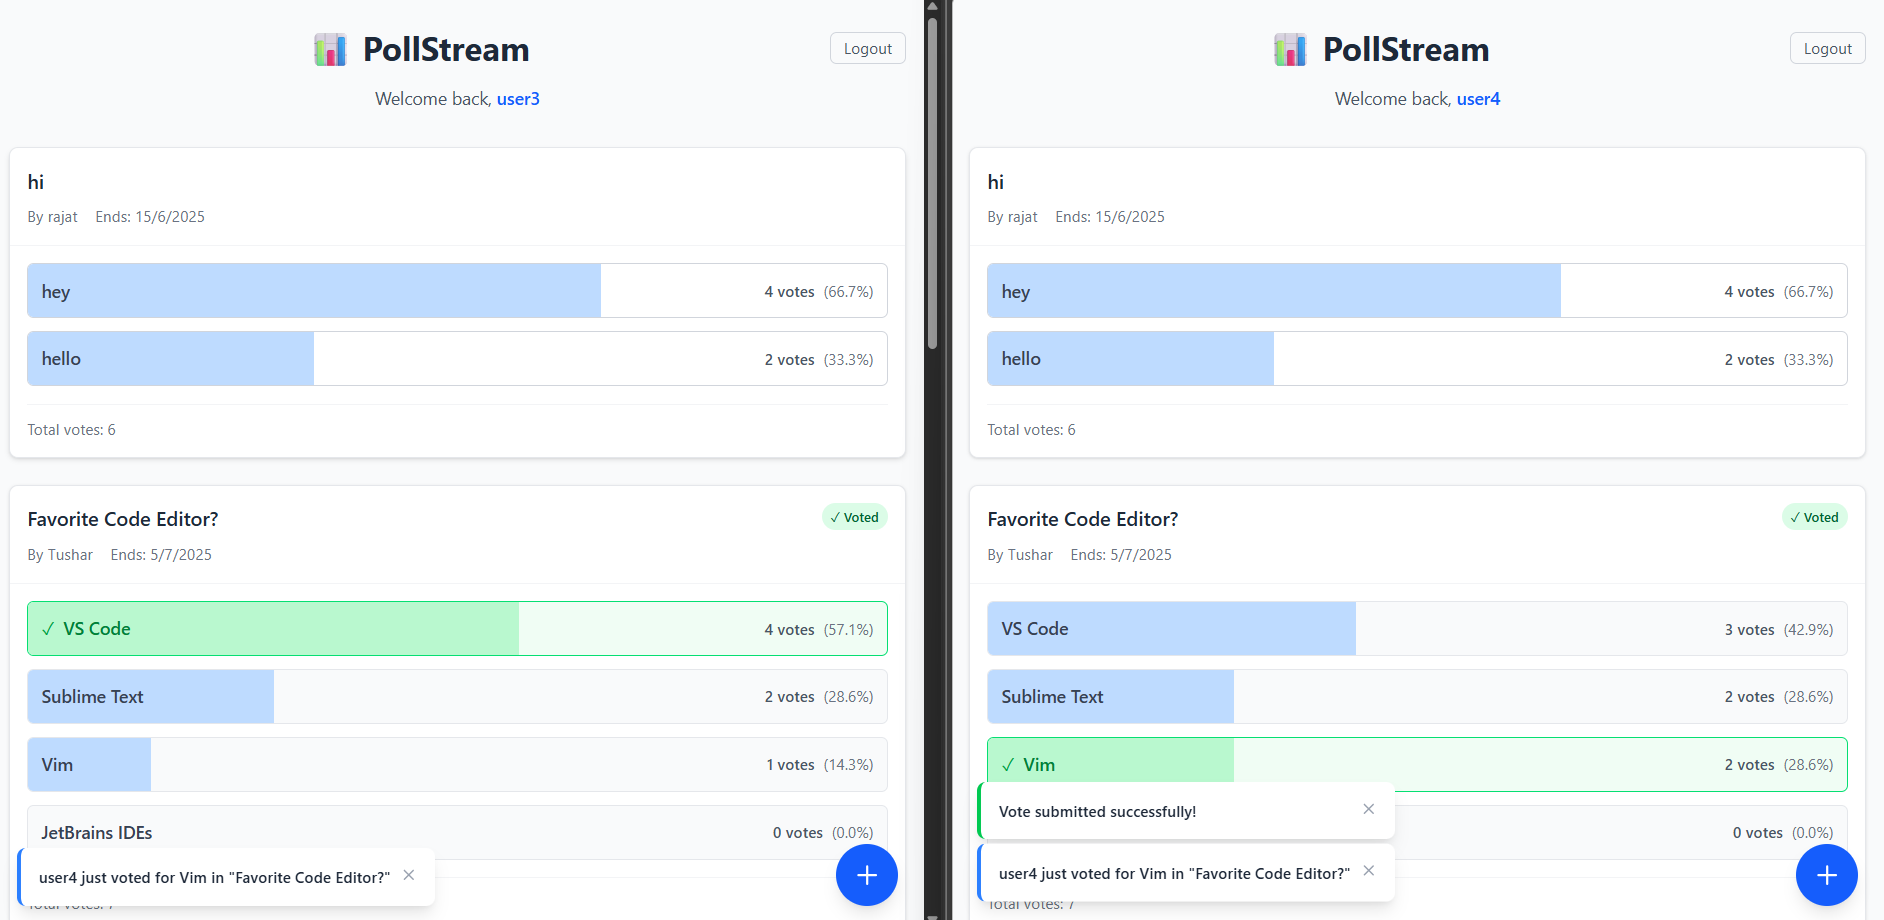 PollStream
Logout
Welcome back, user3
hi
By rajat Ends: 15/6/2025
hey 4 votes (66.7%)
hello 2 votes (33.3%)
Total votes: 6
Favorite Code Editor? ✓ Voted
By Tushar Ends: 5/7/2025
✓ VS Code 4 votes (57.1%)
Sublime Text 2 votes (28.6%)
Vim 1 votes (14.3%)
JetBrains IDEs 0 votes (0.0%)
user4 just voted for Vim in "Favorite Code Editor?" ×
Total votes: 7
+
PollStream
Logout
Welcome back, user4
hi
By rajat Ends: 15/6/2025
hey 4 votes (66.7%)
hello 2 votes (33.3%)
Total votes: 6
Favorite Code Editor? ✓ Voted
By Tushar Ends: 5/7/2025
VS Code 3 votes (42.9%)
Sublime Text 2 votes (28.6%)
✓ Vim 2 votes (28.6%)
Vote submitted successfully! ×
0 votes (0.0%)
user4 just voted for Vim in "Favorite Code Editor?" ×
Total votes: 7
+